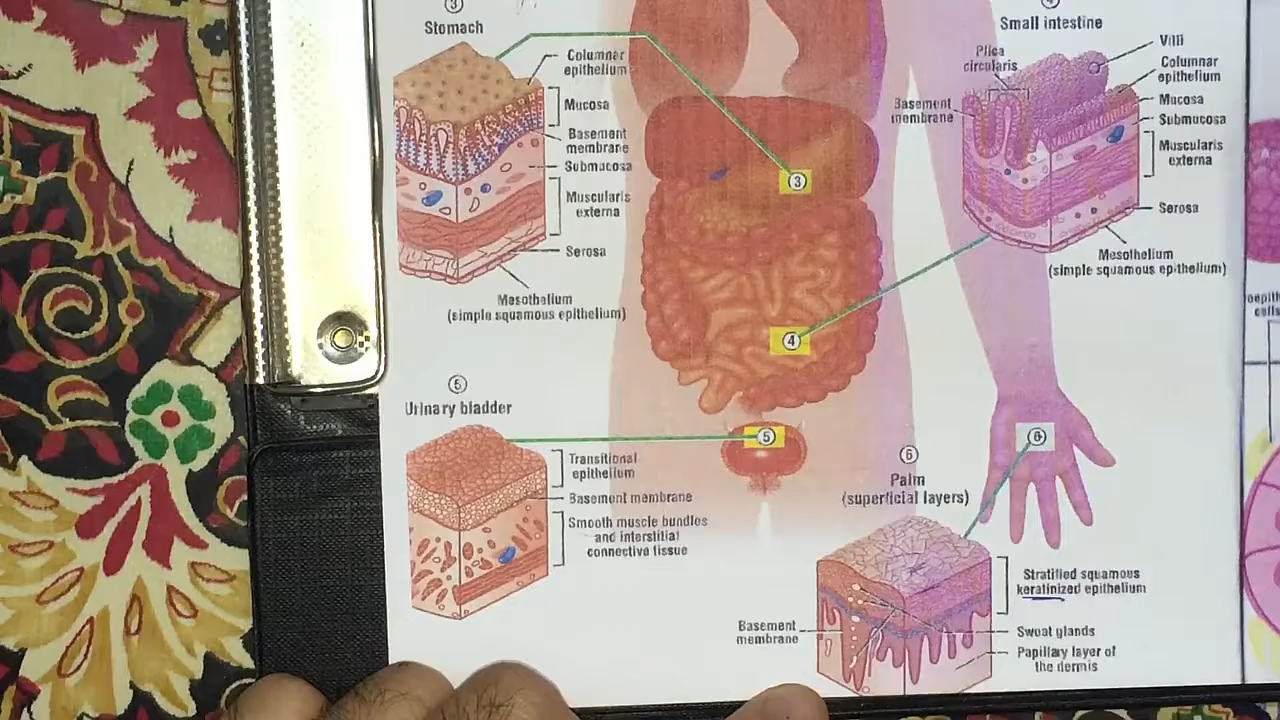 ③
Stomach
Columnar
epithelium
Mucosa
Basement
membrane
Submucosa
Muscularis
externa
Serosa
Mesothelium
(simple squamous epithelium)
Small intestine
Plica
circularis
Villi
Columnar
epithelium
Basement
membrane
Mucosa
Submucosa
Muscularis
externa
Serosa
Mesothelium
(simple squamous epithelium)
③
④
⑤
Urinary bladder
Transitional
epithelium
Basement membrane
Smooth muscle bundles
and interstitial
connective tissue
⑤
⑥
⑥
Palm
(superficial layers)
Stratified squamous
keratinized epithelium
Basement
membrane
Sweat glands
Papillary layer of
the dermis